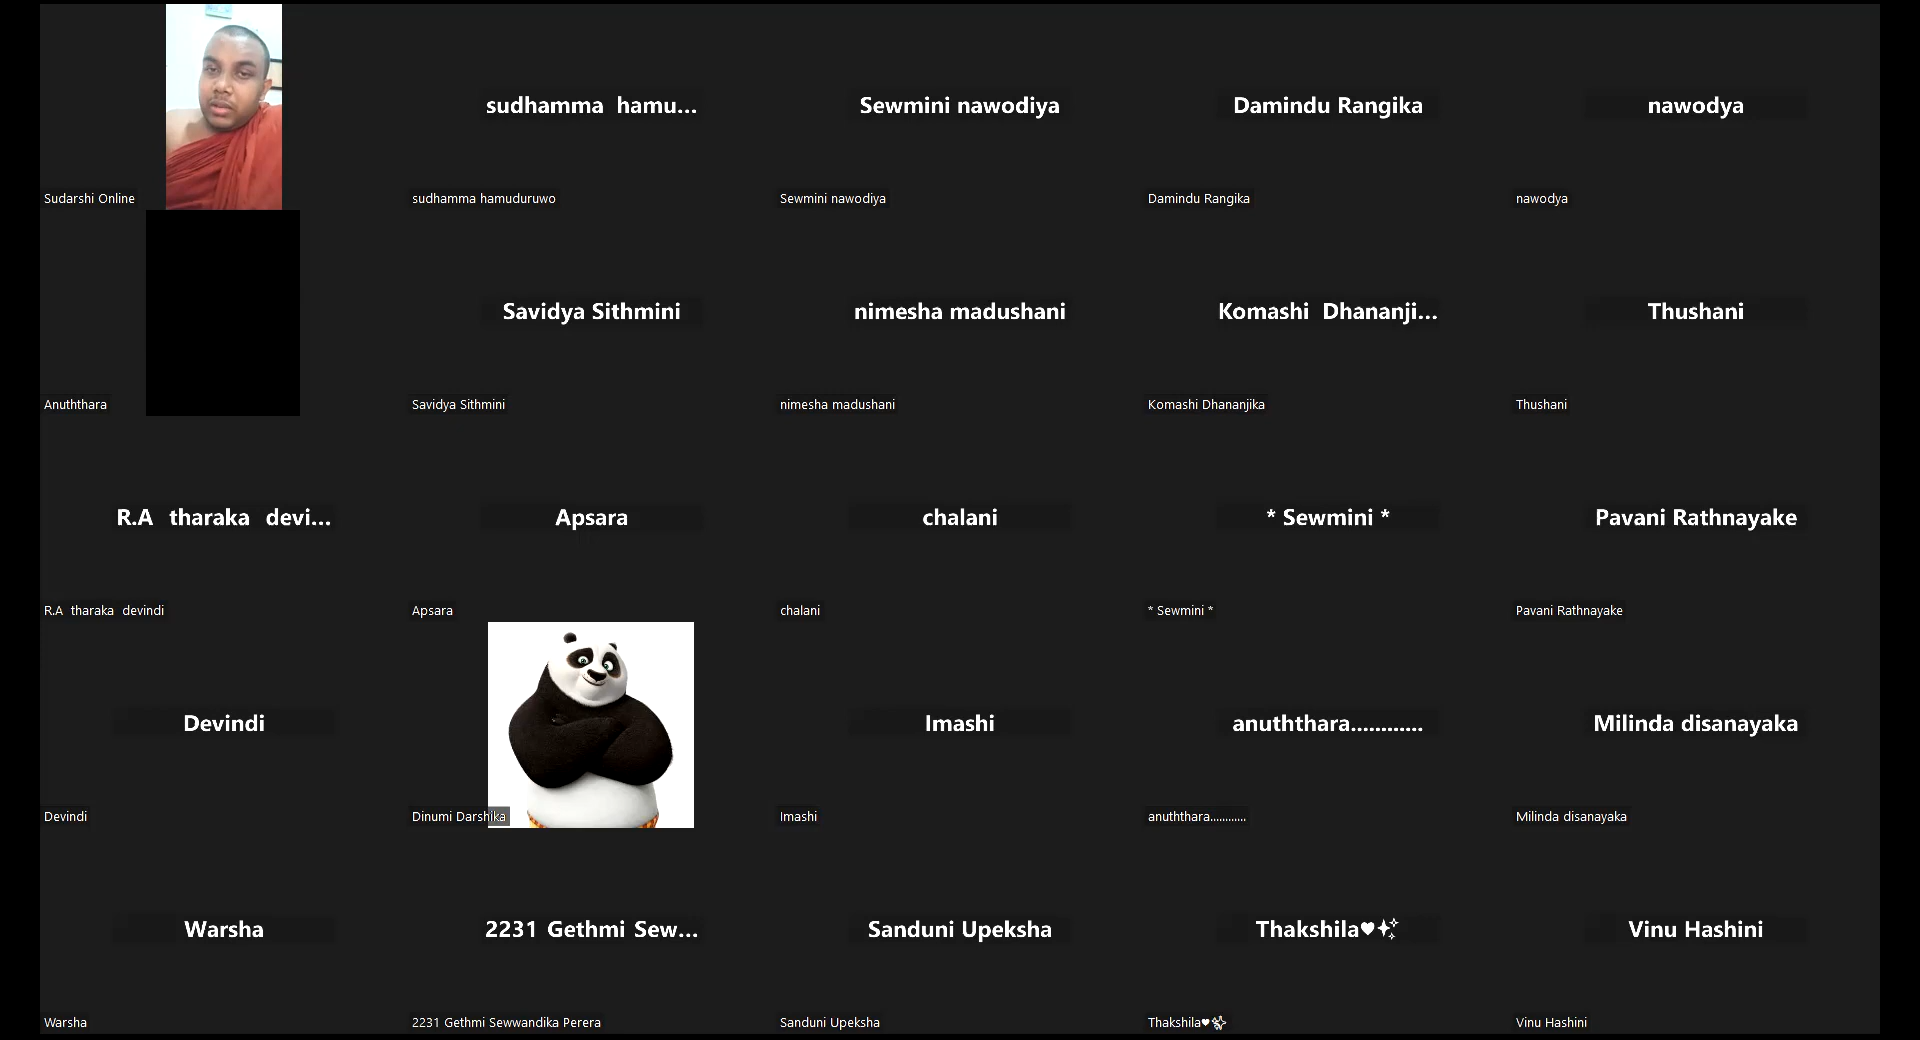 sudhamma hamu...
Sewmini nawodiya
Damindu Rangika
nawodya
Sudarshi Online
sudhamma hamuduruwo
Sewmini nawodiya
Damindu Rangika
nawodya
Savidya Sithmini
nimesha madushani
Komashi Dhananji...
Thushani
Anuththara
Savidya Sithmini
nimesha madushani
Komashi Dhananjika
Thushani
R.A tharaka devi...
Apsara
chalani
* Sewmini *
Pavani Rathnayake
R.A tharaka devindi
Apsara
chalani
* Sewmini *
Pavani Rathnayake
Devindi
Imashi
anuththara............
Milinda disanayaka
Devindi
Dinumi Darshika
Imashi
anuththara............
Milinda disanayaka
Warsha
2231 Gethmi Sew...
Sanduni Upeksha
Thakshila♥✨
Vinu Hashini
Warsha
2231 Gethmi Sewwandika Perera
Sanduni Upeksha
Thakshila♥✨
Vinu Hashini